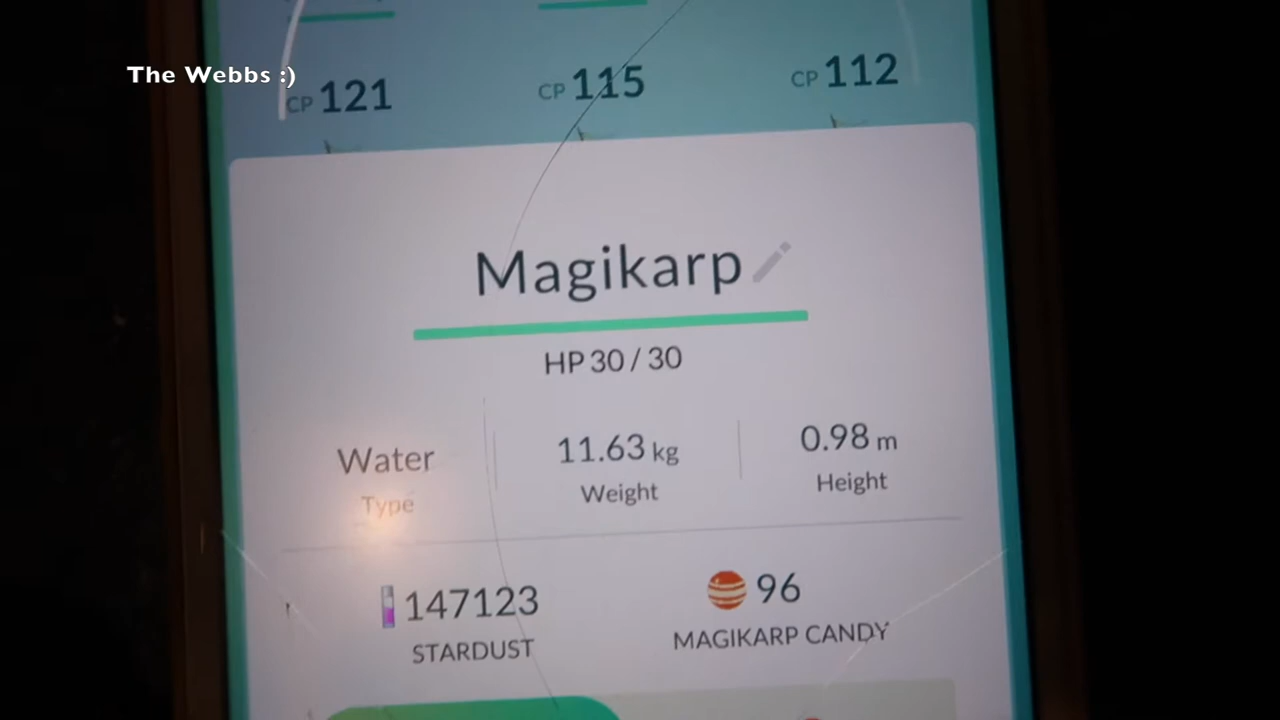 The Webbs :)
CP 121 CP 115 CP 112
Magikarp
HP 30 / 30
Water 11.63 kg 0.98 m
Type Weight Height
147123 96
STARDUST MAGIKARP CANDY